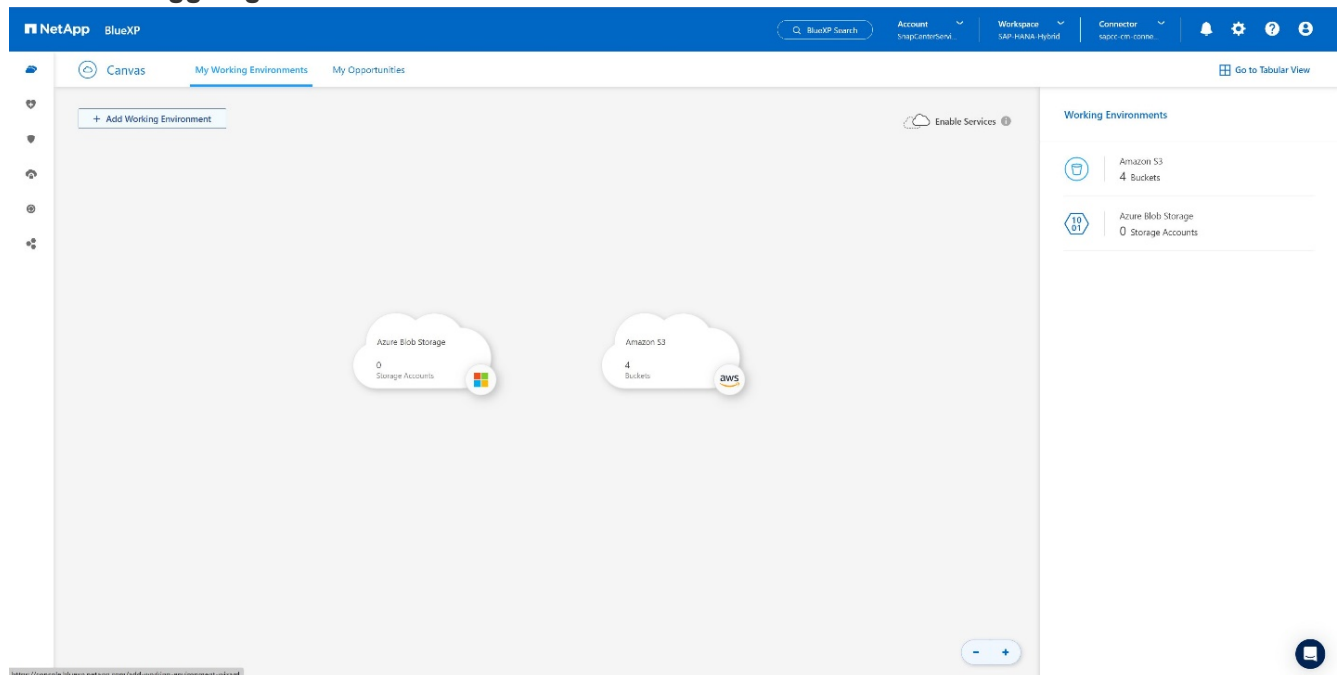 NetApp BlueXP
BlueXP Search
Account
SnapCenterServi...
Workspace
SAP-HANA-Hybrid
Connector
sapcc-cm-conne...
Canvas
My Working Environments
My Opportunities
Go to Tabular View
+ Add Working Environment
Enable Services
Working Environments
Amazon S3
4 Buckets
Azure Blob Storage
0 Storage Accounts
10
01
Azure Blob Storage
0
Storage Accounts
Amazon S3
4
Buckets
aws
- +